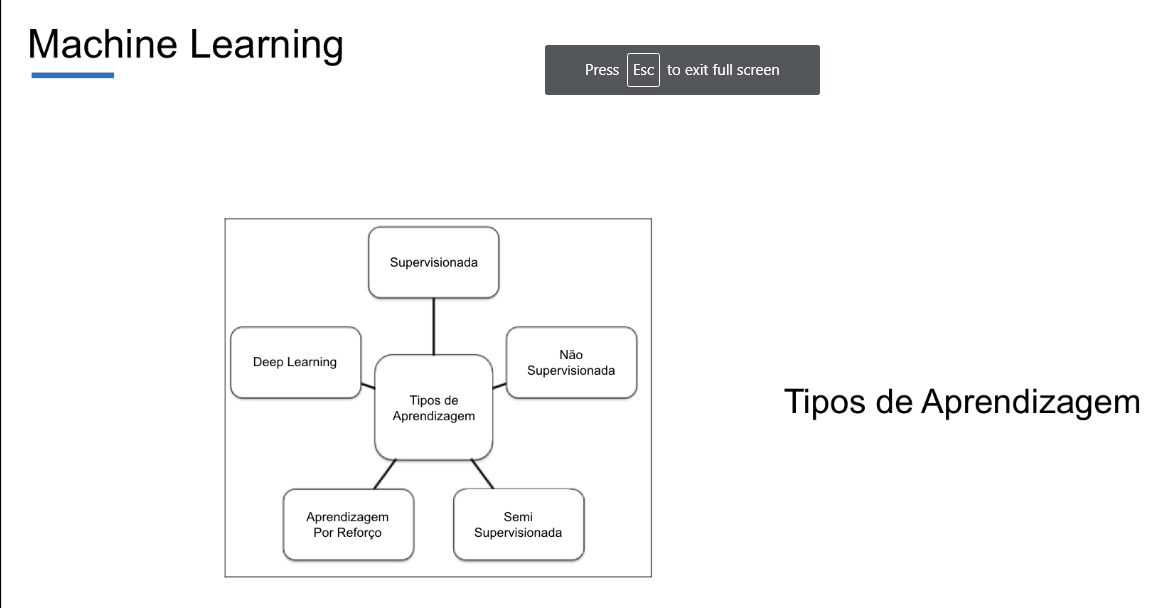 Machine Learning
Press Esc to exit full screen
Supervisionada
Deep Learning
Não
Supervisionada
Tipos de
Aprendizagem
Aprendizagem
Por Reforço
Semi
Supervisionada
Tipos de Aprendizagem